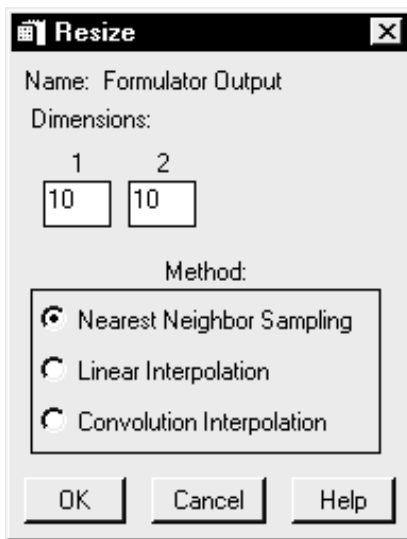 Resize
Name: Formulator Output
Dimensions:
1 2
10 10
Method:
Nearest Neighbor Sampling
Linear Interpolation
Convolution Interpolation
OK Cancel Help